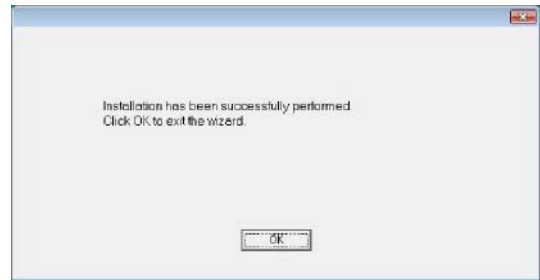 Installation has been successfully performed.
Click OK to exit the wizard.
OK